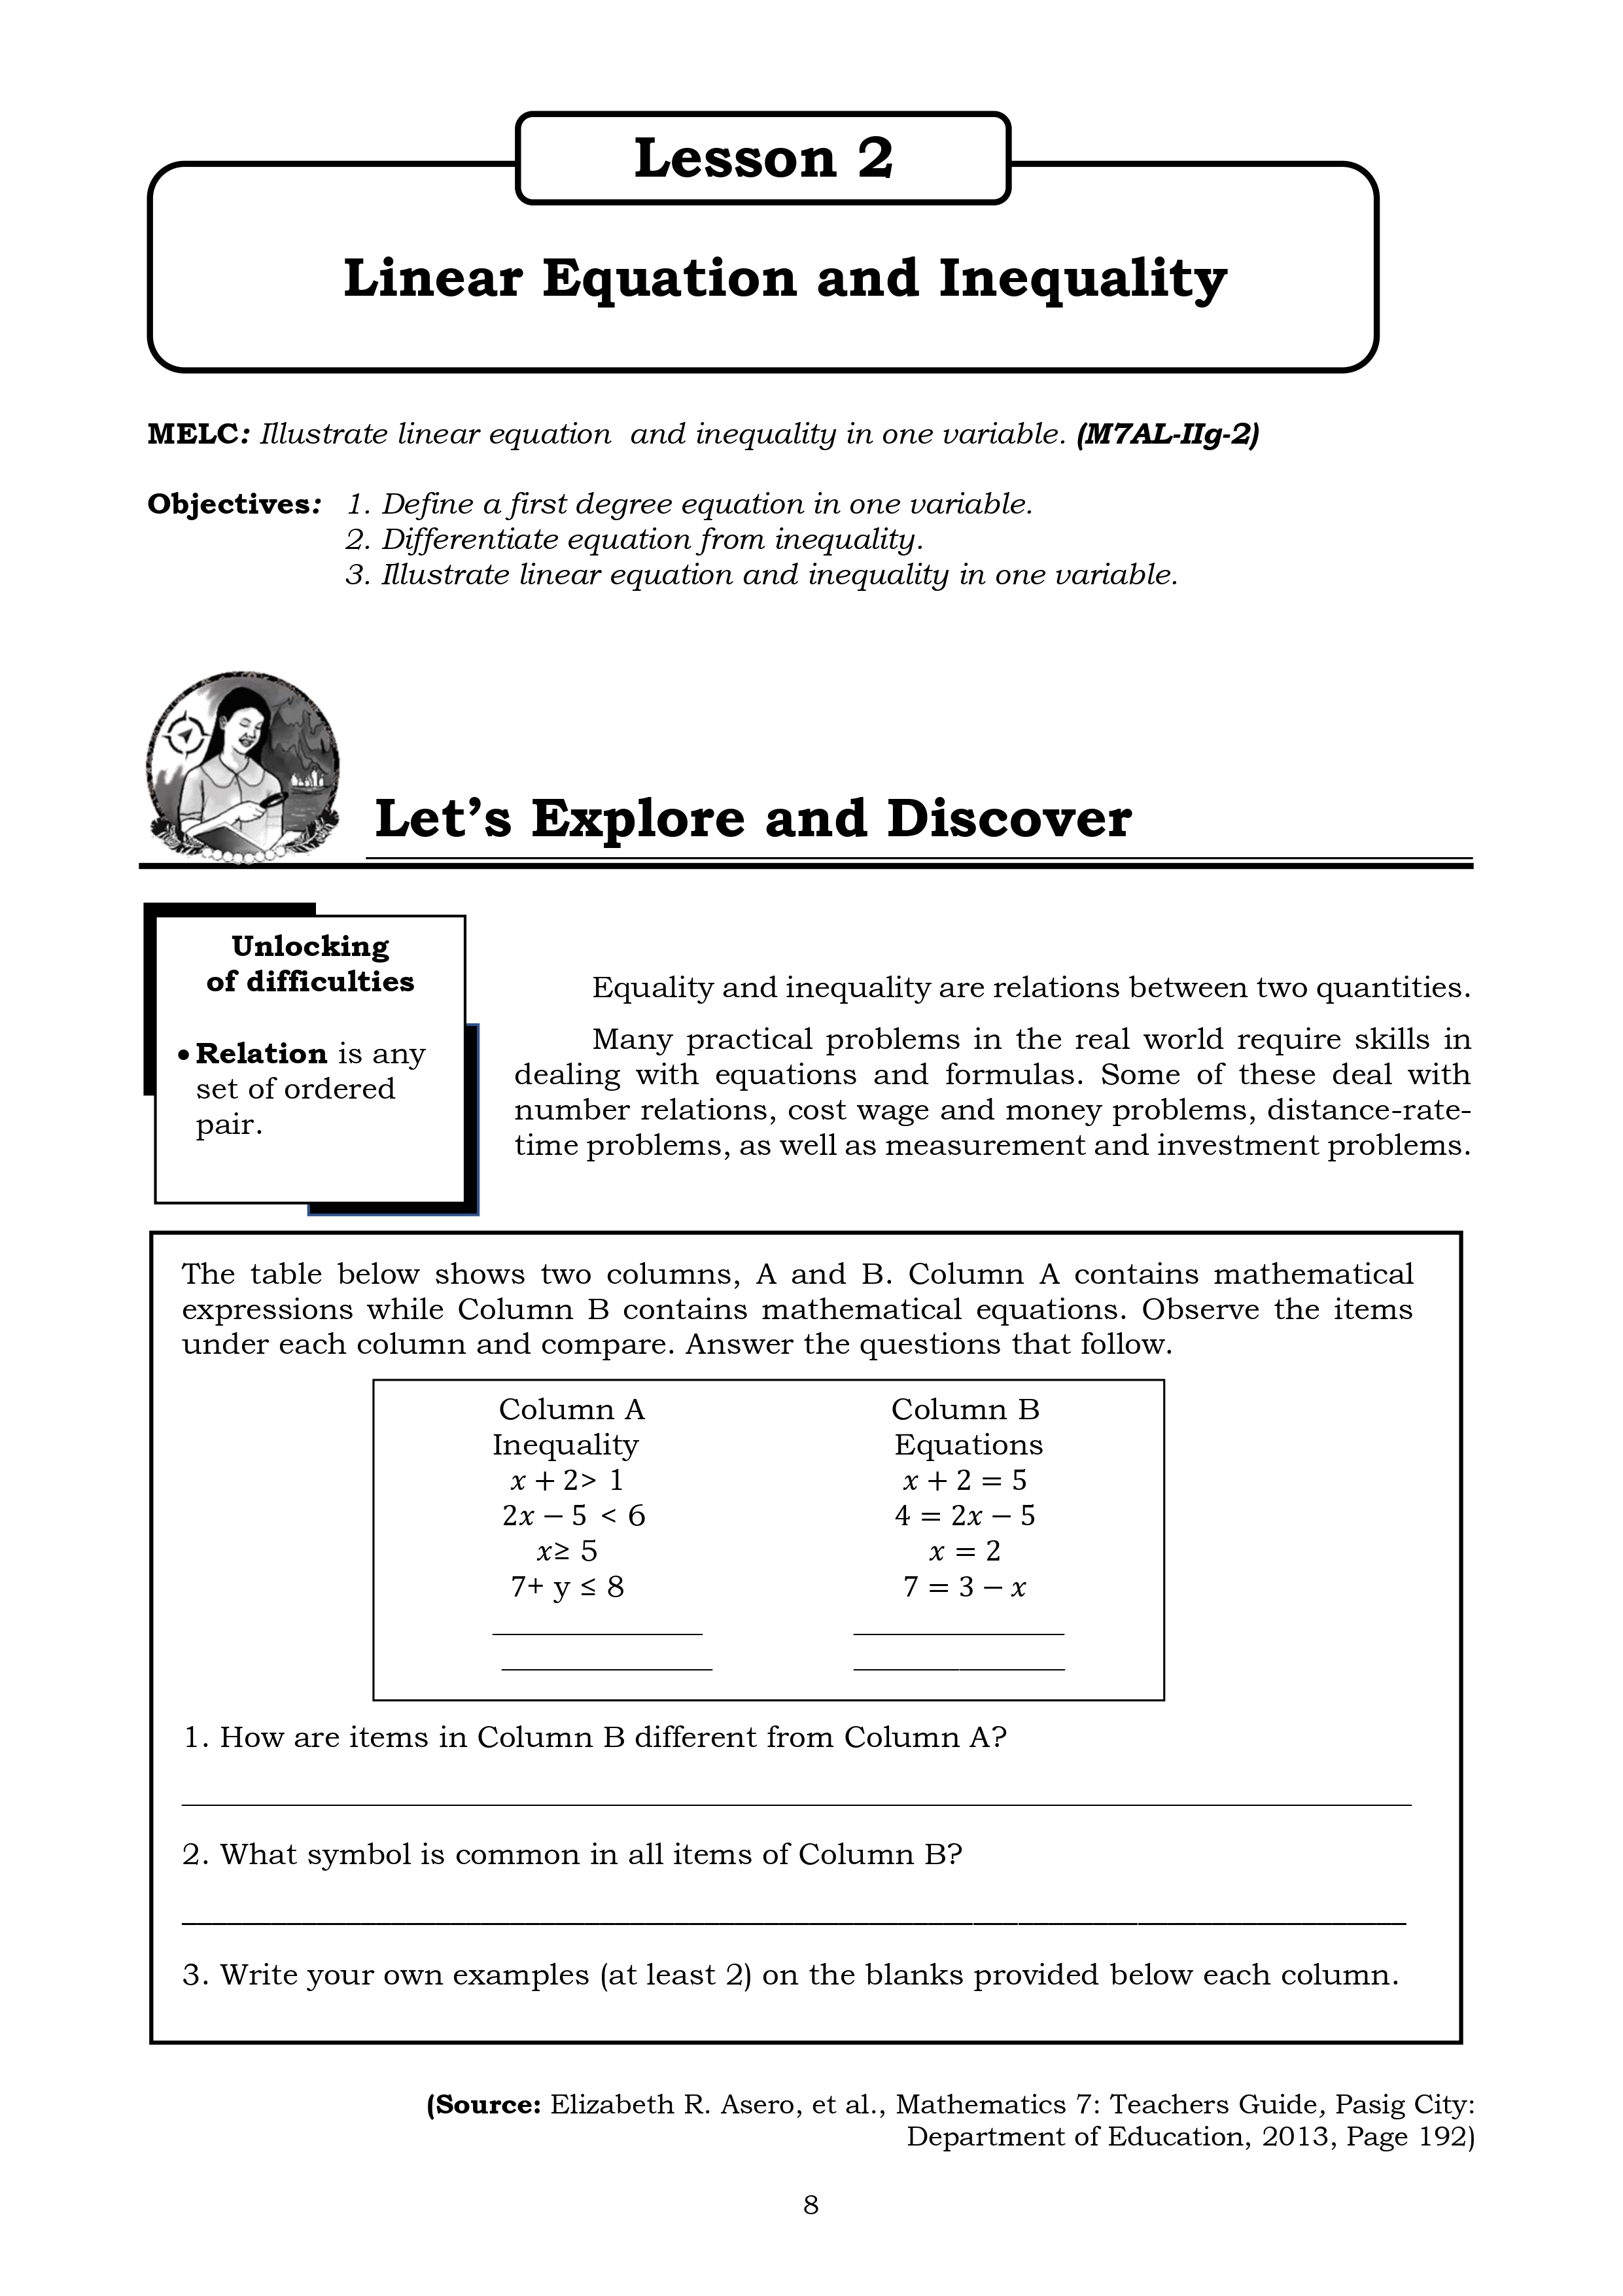 Lesson 2
Linear Equation and Inequality
MELC: Illustrate linear equation  and inequality in one variable. (M7AL-IIg-2)
Objectives: 1. Define a first degree equation in one variable.
2. Differentiate equation from inequality.
3. Illustrate linear equation and inequality in one variable.
Let’s Explore and Discover
Unlocking
of difficulties
• Relation is any
set of ordered
pair.
Equality and inequality are relations between two quantities.
Many practical problems in the real world require skills in
dealing with equations and formulas. Some of these deal with
number relations, cost wage and money problems, distance-rate-
time problems, as well as measurement and investment problems.
The table below shows two columns, A and B. Column A contains mathematical
expressions while Column B contains mathematical equations. Observe the items
under each column and compare. Answer the questions that follow.
Column A Column B
Inequality Equations
x + 2> 1 x + 2 = 5
2x − 5 < 6 4 = 2x − 5
x≥ 5 x = 2
7+ y ≤ 8 7 = 3 − x
1. How are items in Column B different from Column A?
2. What symbol is common in all items of Column B?
3. Write your own examples (at least 2) on the blanks provided below each column.
(Source: Elizabeth R. Asero, et al., Mathematics 7: Teachers Guide, Pasig City:
Department of Education, 2013, Page 192)
8